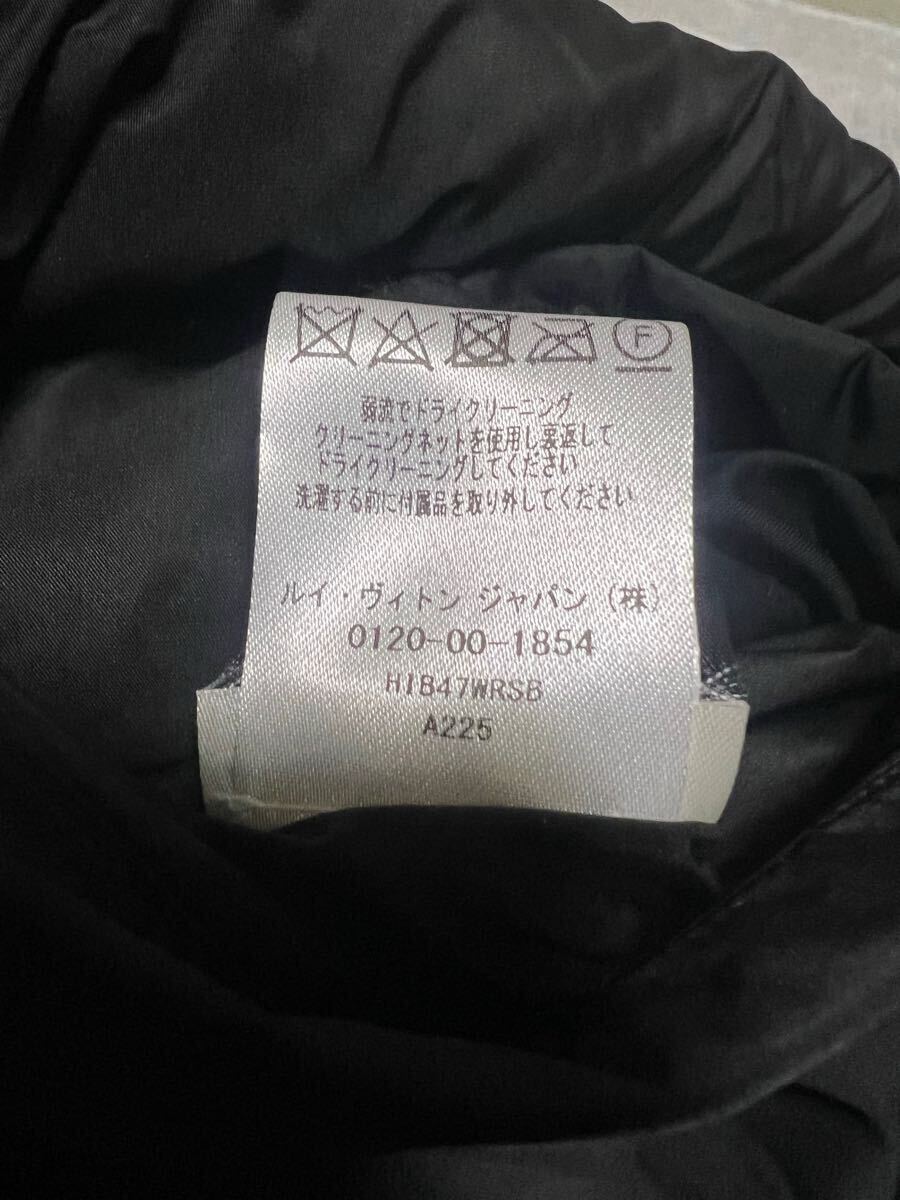 F
弱流でドライクリーニング
クリーニングネットを使用し裏返して
ドライクリーニングしてください
洗濯する前に付属品を取り外してください
ルイ・ヴィトン ジャパン (株)
0120-00-1854
HIB47WRSB
A225